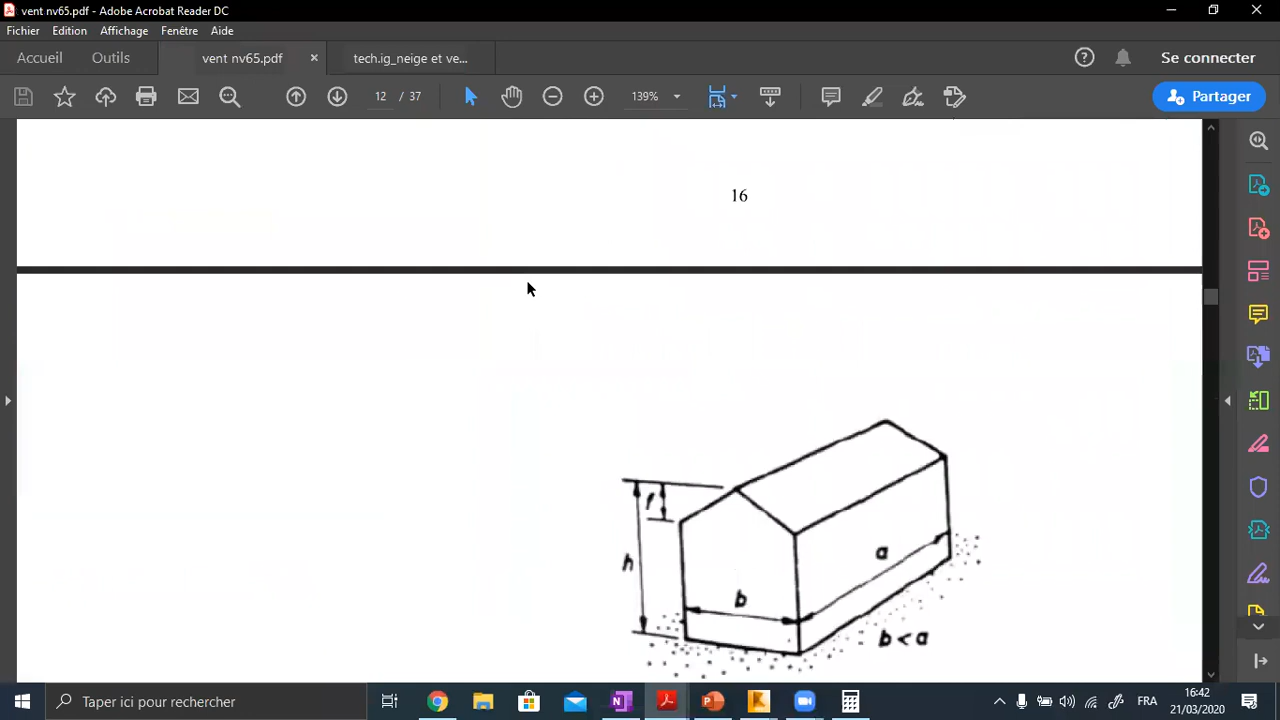 vent nv65.pdf - Adobe Acrobat Reader DC
Fichier Edition Affichage Fenêtre Aide
Accueil Outils vent nv65.pdf × tech.ig_neige et ve... ? Se connecter
12 / 37 139% Partager
16
f
h
a
b
b < a
Taper ici pour rechercher
FRA
16:42
21/03/2020